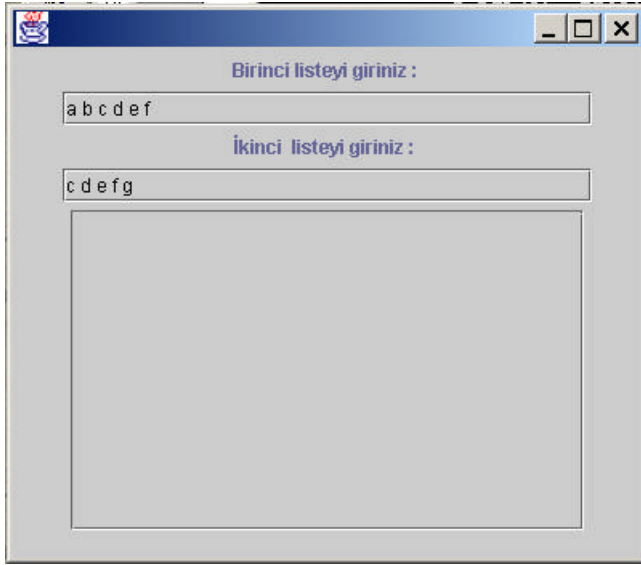 Birinci listeyi giriniz :
a b c d e f
İkinci listeyi giriniz :
c d e f g